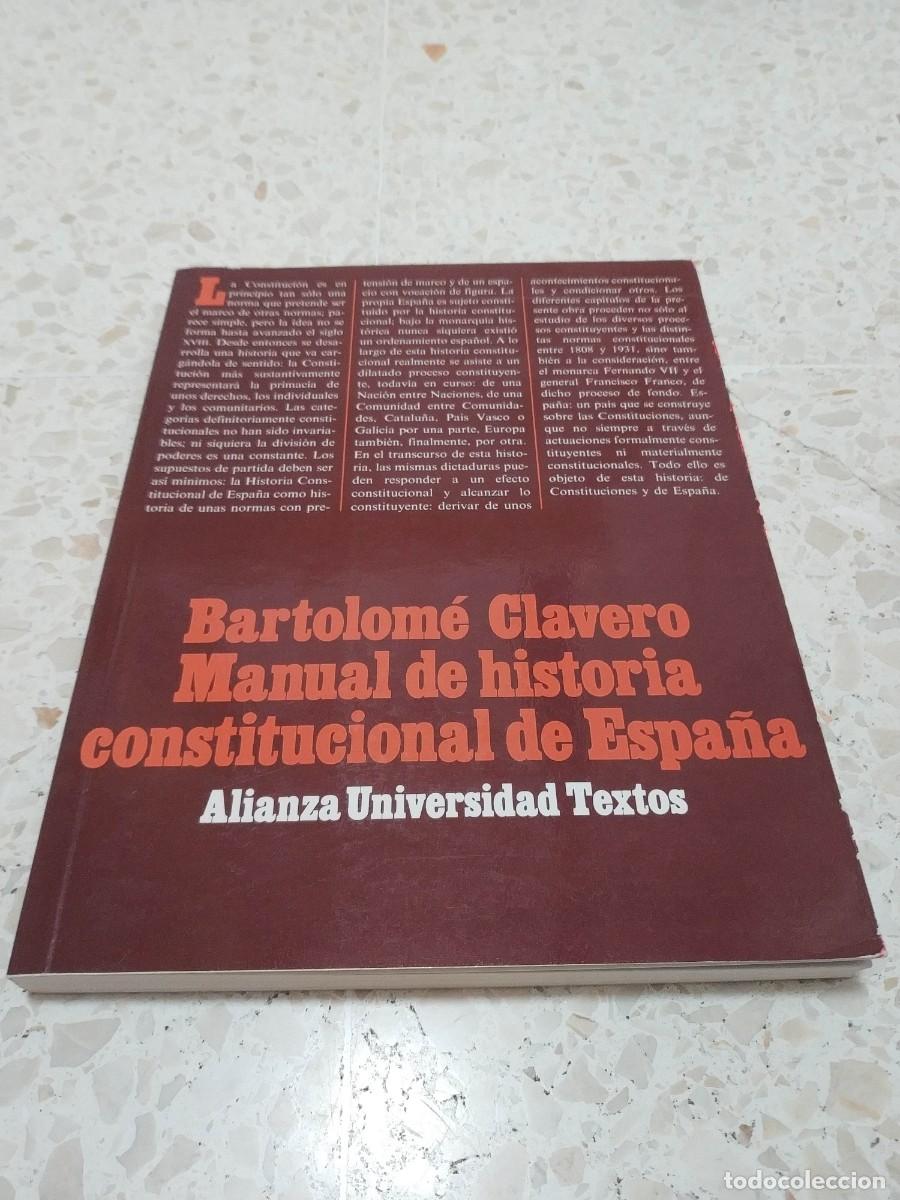 La Constitución es en
principio tan sólo una
norma que pretende ser
el marco de otras normas; pa-
rece simple, pero la idea no se
forma hasta avanzado el siglo
XVIII. Desde entonces se desa-
rrolla una historia que va car-
gándola de sentido: la Consti-
tución más sustantivamente
representará la primacía de
unos derechos, los individuales
y los comunitarios. Las cate-
gorías definitoriamente consti-
tucionales no han sido invaria-
bles; ni siquiera la división de
poderes es una constante. Los
supuestos de partida deben ser
así mínimos: la Historia Cons-
titucional de España como his-
toria de unas normas con pre-
tensión de marco y de un espa-
cio con vocación de figura. La
propia España es sujeto consti-
tuido por la historia constitu-
cional; bajo la monarquía his-
tórica nunca siquiera existió
un ordenamiento español. A lo
largo de esta historia constitu-
cional realmente se asiste a un
dilatado proceso constituyen-
te, todavía en curso: de una
Nación entre Naciones, de una
Comunidad entre Comunida-
des, Cataluña, País Vasco o
Galicia por una parte, Europa
también, finalmente, por otra.
En el transcurso de esta histo-
ria, las mismas dictaduras pue-
den responder a un efecto
constitucional y alcanzar lo
constituyente: derivar de unos
acontecimientos constituciona-
les y condicionar otros. Los
diferentes capítulos de la pre-
sente obra proceden no sólo al
estudio de los diversos proce-
sos constituyentes y las distin-
tas normas constitucionales
entre 1808 y 1931, sino tam-
bién a la consideración, entre
el monarca Fernando VII y el
general Francisco Franco, de
dicho proceso de fondo. Es-
paña: un país que se construye
sobre las Constituciones, aun-
que no siempre a través de
actuaciones formalmente cons-
tituyentes ni materialmente
constitucionales. Todo ello es
objeto de esta historia: de
Constituciones y de España.
Bartolomé Clavero
Manual de historia
constitucional de España
Alianza Universidad Textos
todocoleccion